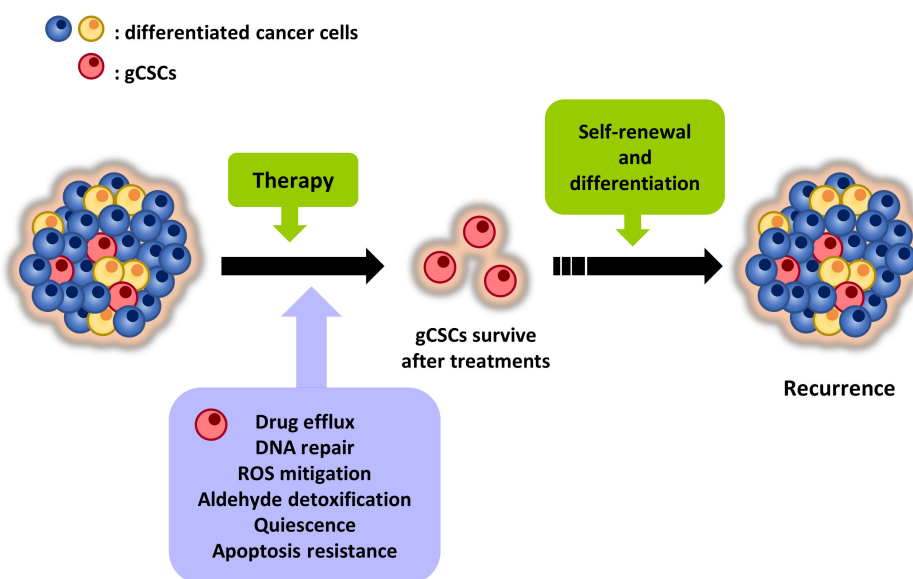 : differentiated cancer cells
: gCSCs
Therapy
Self-renewal
and
differentiation
gCSCs survive
after treatments
Recurrence
Drug efflux
DNA repair
ROS mitigation
Aldehyde detoxification
Quiescence
Apoptosis resistance